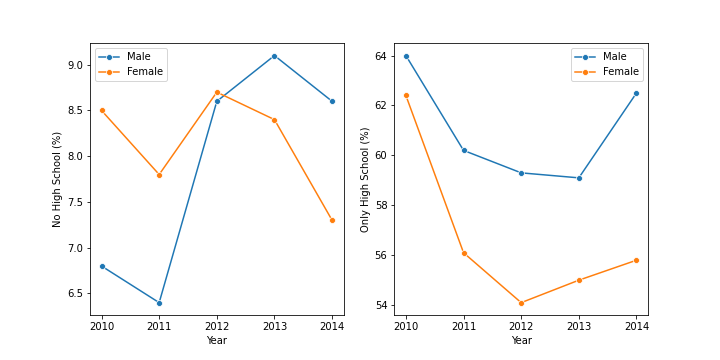 No High School (%)
9.0
8.5
8.0
7.5
7.0
6.5
Male
Female
2010 2011 2012 2013 2014
Year
Only High School (%)
64
62
60
58
56
54
Male
Female
2010 2011 2012 2013 2014
Year